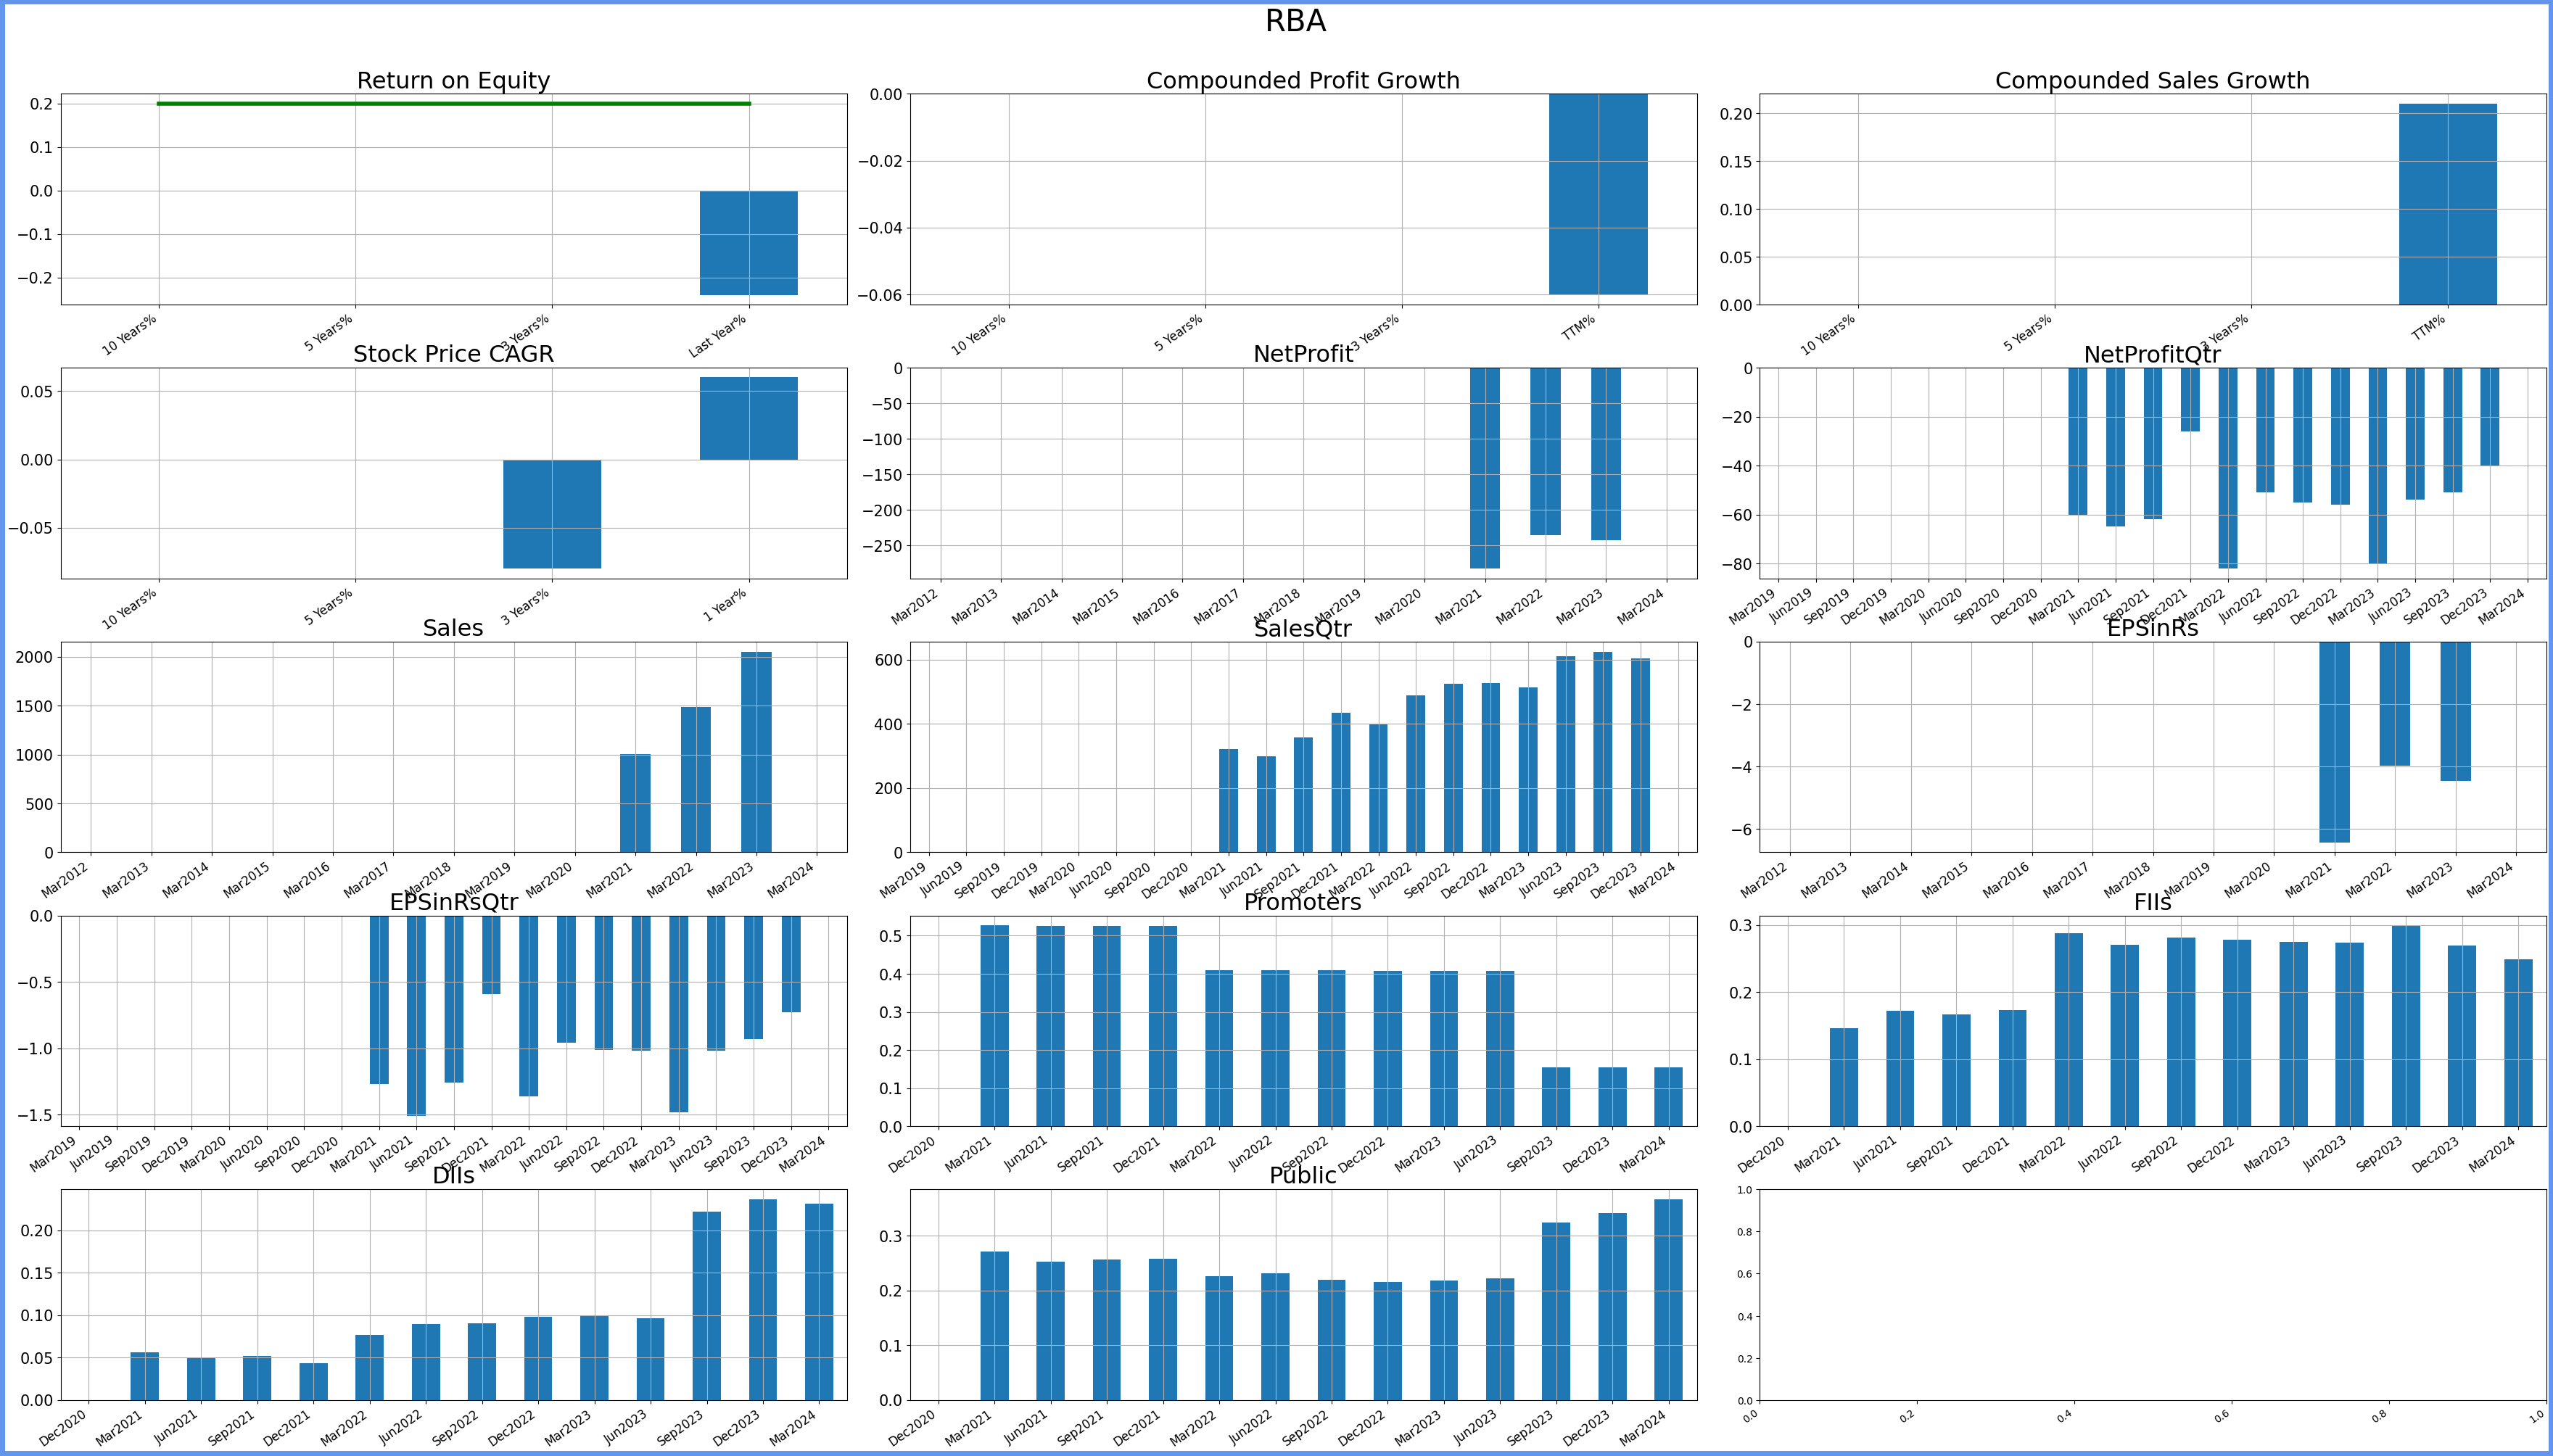 RBA
Return on Equity
0.2
0.1
0.0
−0.1
−0.2
10 Years%
5 Years%
3 Years%
Last Year%
Compounded Profit Growth
0.00
−0.02
−0.04
−0.06
10 Years%
5 Years%
3 Years%
TTM%
Compounded Sales Growth
0.20
0.15
0.10
0.05
0.00
10 Years%
5 Years%
3 Years%
TTM%
Stock Price CAGR
0.05
0.00
−0.05
10 Years%
5 Years%
3 Years%
1 Year%
NetProfit
0
−50
−100
−150
−200
−250
Mar2012
Mar2013
Mar2014
Mar2015
Mar2016
Mar2017
Mar2018
Mar2019
Mar2020
Mar2021
Mar2022
Mar2023
Mar2024
NetProfitQtr
0
−20
−40
−60
−80
Mar2019
Jun2019
Sep2019
Dec2019
Mar2020
Jun2020
Sep2020
Dec2020
Mar2021
Jun2021
Sep2021
Dec2021
Mar2022
Jun2022
Sep2022
Dec2022
Mar2023
Jun2023
Sep2023
Dec2023
Mar2024
Sales
2000
1500
1000
500
0
Mar2012
Mar2013
Mar2014
Mar2015
Mar2016
Mar2017
Mar2018
Mar2019
Mar2020
Mar2021
Mar2022
Mar2023
Mar2024
SalesQtr
600
400
200
0
Mar2019
Jun2019
Sep2019
Dec2019
Mar2020
Jun2020
Sep2020
Dec2020
Mar2021
Jun2021
Sep2021
Dec2021
Mar2022
Jun2022
Sep2022
Dec2022
Mar2023
Jun2023
Sep2023
Dec2023
Mar2024
EPSinRs
0
−2
−4
−6
Mar2012
Mar2013
Mar2014
Mar2015
Mar2016
Mar2017
Mar2018
Mar2019
Mar2020
Mar2021
Mar2022
Mar2023
Mar2024
EPSinRsQtr
0.0
−0.5
−1.0
−1.5
Mar2019
Jun2019
Sep2019
Dec2019
Mar2020
Jun2020
Sep2020
Dec2020
Mar2021
Jun2021
Sep2021
Dec2021
Mar2022
Jun2022
Sep2022
Dec2022
Mar2023
Jun2023
Sep2023
Dec2023
Mar2024
Promoters
0.5
0.4
0.3
0.2
0.1
0.0
Dec2020
Mar2021
Jun2021
Sep2021
Dec2021
Mar2022
Jun2022
Sep2022
Dec2022
Mar2023
Jun2023
Sep2023
Dec2023
Mar2024
FIIs
0.3
0.2
0.1
0.0
Dec2020
Mar2021
Jun2021
Sep2021
Dec2021
Mar2022
Jun2022
Sep2022
Dec2022
Mar2023
Jun2023
Sep2023
Dec2023
Mar2024
DIIs
0.20
0.15
0.10
0.05
0.00
Dec2020
Mar2021
Jun2021
Sep2021
Dec2021
Mar2022
Jun2022
Sep2022
Dec2022
Mar2023
Jun2023
Sep2023
Dec2023
Mar2024
Public
0.3
0.2
0.1
0.0
Dec2020
Mar2021
Jun2021
Sep2021
Dec2021
Mar2022
Jun2022
Sep2022
Dec2022
Mar2023
Jun2023
Sep2023
Dec2023
Mar2024
1.0
0.8
0.6
0.4
0.2
0.0
0.0
0.2
0.4
0.6
0.8
1.0